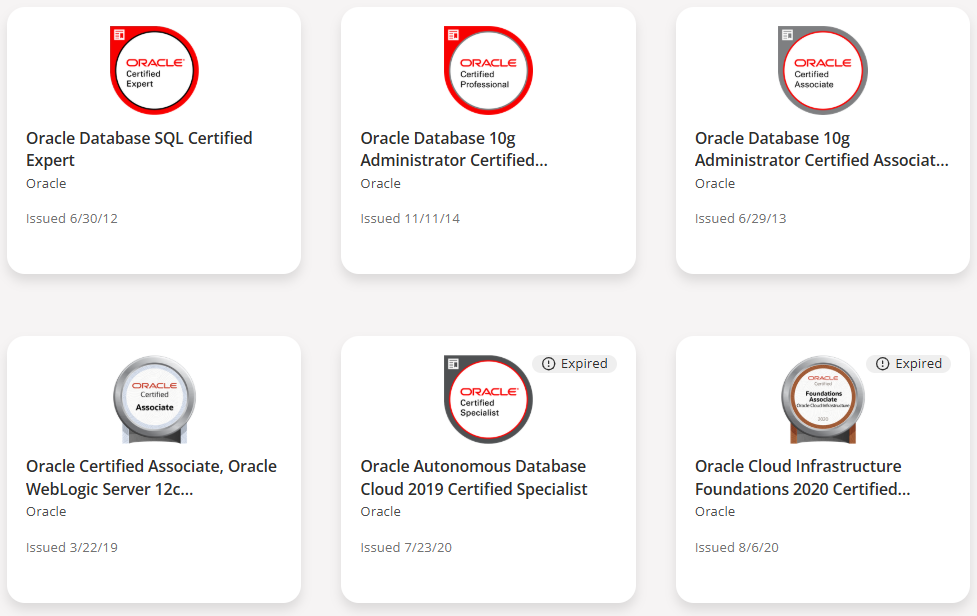 ORACLE
Certified
Expert
Oracle Database SQL Certified
Expert
Oracle
Issued 6/30/12
ORACLE
Certified
Professional
Oracle Database 10g
Administrator Certified...
Oracle
Issued 11/11/14
ORACLE
Certified
Associate
Oracle Database 10g
Administrator Certified Associat...
Oracle
Issued 6/29/13
ORACLE
Certified
Associate
Oracle Certified Associate, Oracle
WebLogic Server 12c...
Oracle
Issued 3/22/19
Expired
ORACLE
Certified
Specialist
Oracle Autonomous Database
Cloud 2019 Certified Specialist
Oracle
Issued 7/23/20
Expired
ORACLE
Certified
Foundations
Associate
Oracle Cloud Infrastructure
2020
Oracle Cloud Infrastructure
Foundations 2020 Certified...
Oracle
Issued 8/6/20